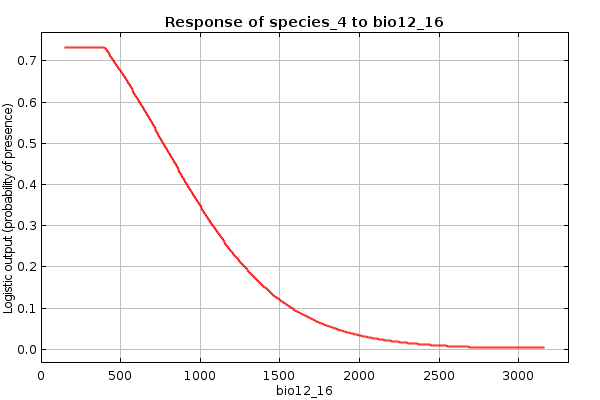 Response of species_4 to bio12_16
Logistic output (probability of presence)
0.7
0.6
0.5
0.4
0.3
0.2
0.1
0.0
0 500 1000 1500 2000 2500 3000
bio12_16